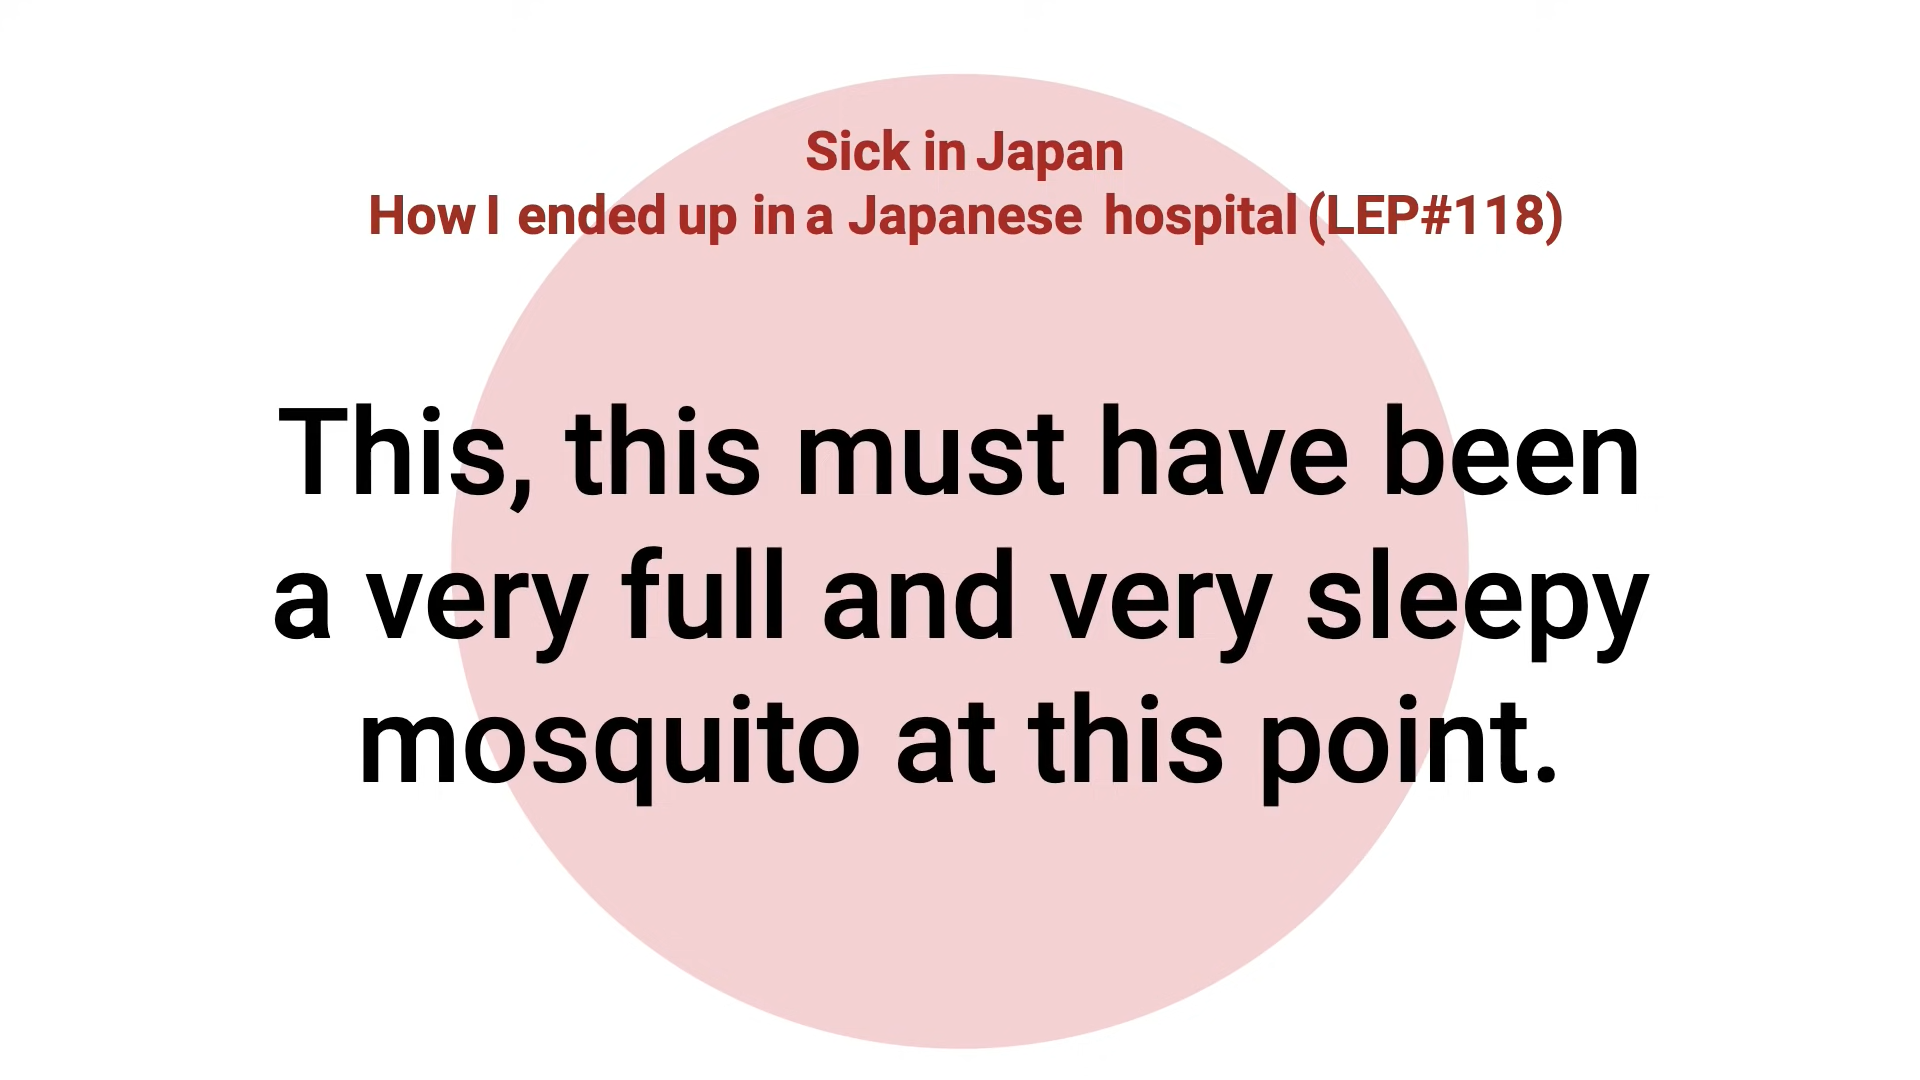 Sick in Japan
How I ended up in a Japanese hospital (LEP#118)
This, this must have been
a very full and very sleepy
mosquito at this point.